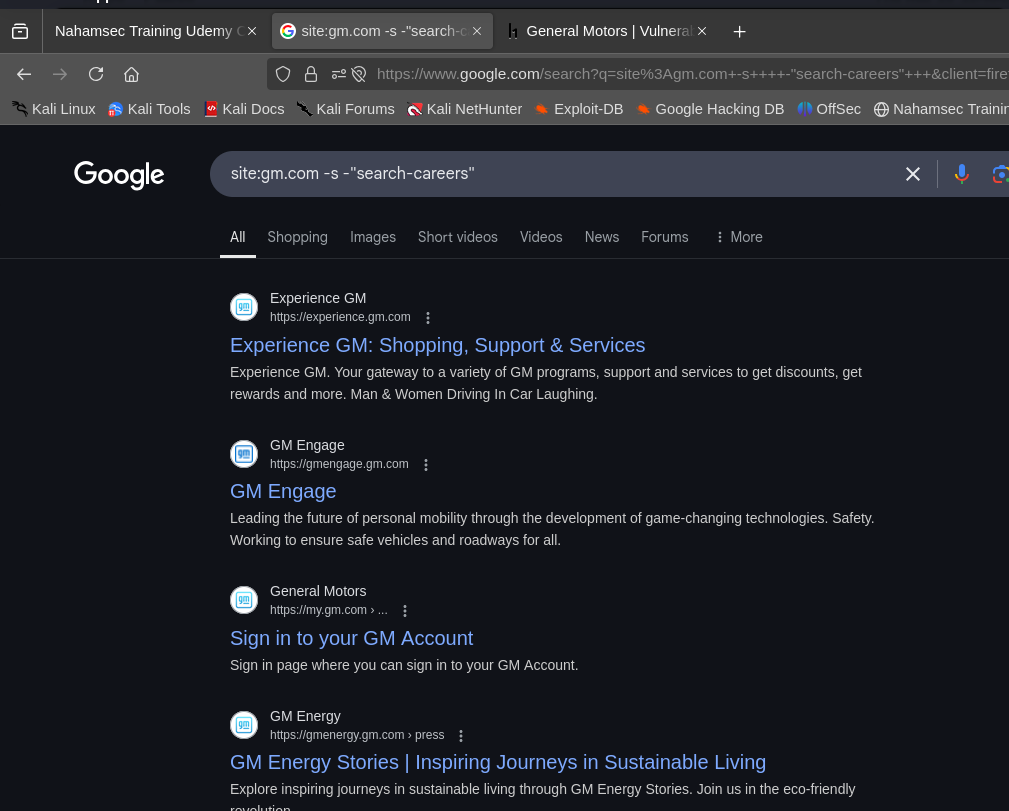 Nahamsec Training Udemy C
site:gm.com -s -"search-c
General Motors | Vulneral
https://www.google.com/search?q=site%3Agm.com+-s++++-"search-careers"+++&client=firef
Kali Linux Kali Tools Kali Docs Kali Forums Kali NetHunter Exploit-DB Google Hacking DB OffSec Nahamsec Trainin
Google
site:gm.com -s -"search-careers"
All Shopping Images Short videos Videos News Forums More
Experience GM
https://experience.gm.com
Experience GM: Shopping, Support & Services
Experience GM. Your gateway to a variety of GM programs, support and services to get discounts, get
rewards and more. Man & Women Driving In Car Laughing.
GM Engage
https://gmengage.gm.com
GM Engage
Leading the future of personal mobility through the development of game-changing technologies. Safety.
Working to ensure safe vehicles and roadways for all.
General Motors
https://my.gm.com › ...
Sign in to your GM Account
Sign in page where you can sign in to your GM Account.
GM Energy
https://gmenergy.gm.com › press
GM Energy Stories | Inspiring Journeys in Sustainable Living
Explore inspiring journeys in sustainable living through GM Energy Stories. Join us in the eco-friendly
revolution.